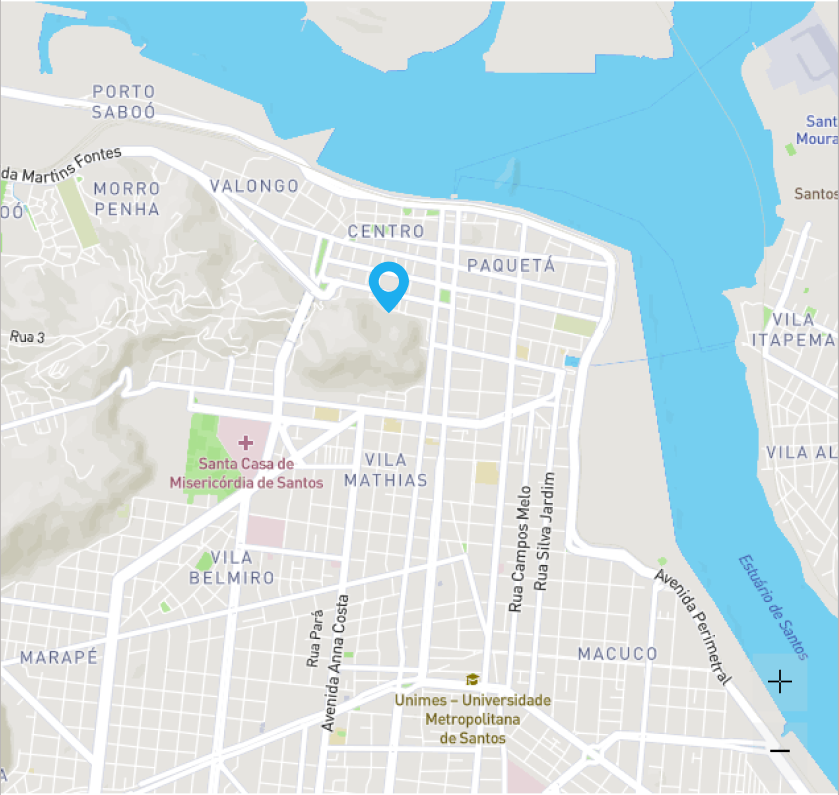 PORTO
SABOÓ
da Martins Fontes
MORRO
PENHA
VALONGO
OÓ
CENTRO
PAQUETÁ
Sant
Moura
Santos
Rua 3
VILA
ITAPEMA
Santa Casa de
Misericórdia de Santos
VILA
MATHIAS
VILA AL
Rua Campos Melo
Rua Silva Jardim
VILA
BELMIRO
Estuário de Santos
Avenida Perimetral
Rua Pará
Avenida Anna Costa
MARAPÉ
MACUCO
Unimes – Universidade
Metropolitana
de Santos
A
+
−